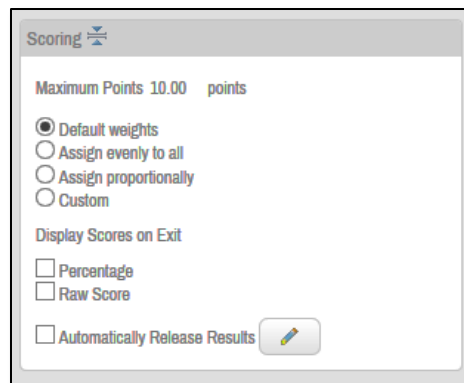 Scoring
Maximum Points 10.00 points
Default weights
Assign evenly to all
Assign proportionally
Custom
Display Scores on Exit
Percentage
Raw Score
Automatically Release Results